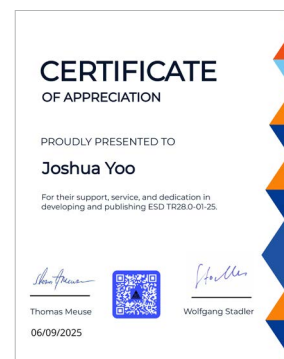 CERTIFICATE
OF APPRECIATION
PROUDLY PRESENTED TO
Joshua Yoo
For their support, service, and dedication in
developing and publishing ESD TR28.0-01-25.
Thomas Meuse
Wolfgang Stadler
06/09/2025